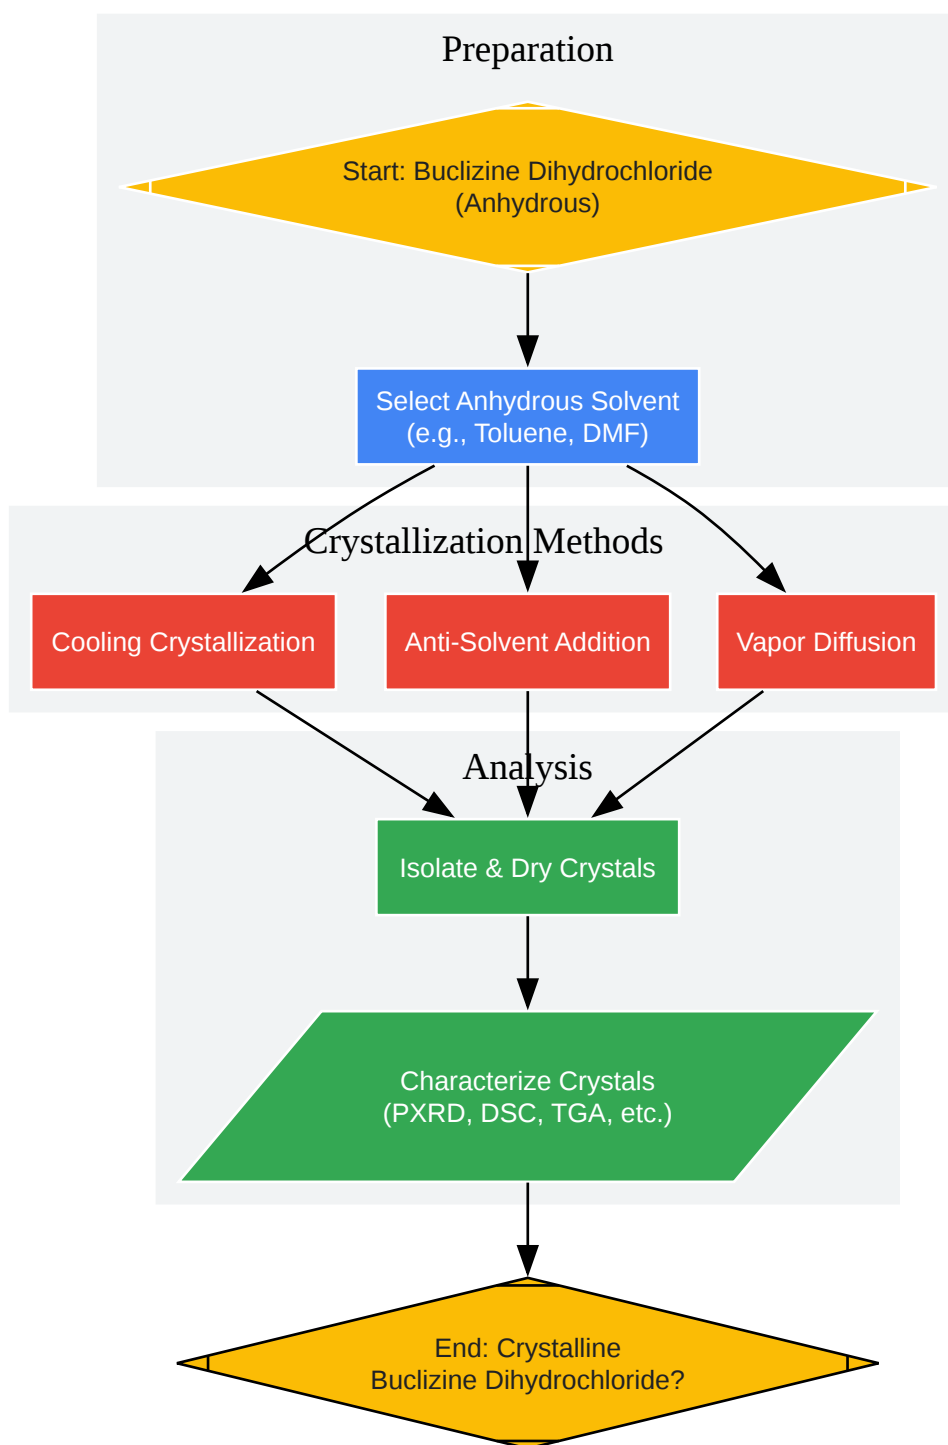 Preparation
Start: Buclizine Dihydrochloride
(Anhydrous)
Select Anhydrous Solvent
(e.g., Toluene, DMF)
Crystallization Methods
Cooling Crystallization
Anti-Solvent Addition
Vapor Diffusion
Analysis
Isolate & Dry Crystals
Characterize Crystals
(PXRD, DSC, TGA, etc.)
End: Crystalline
Buclizine Dihydrochloride?